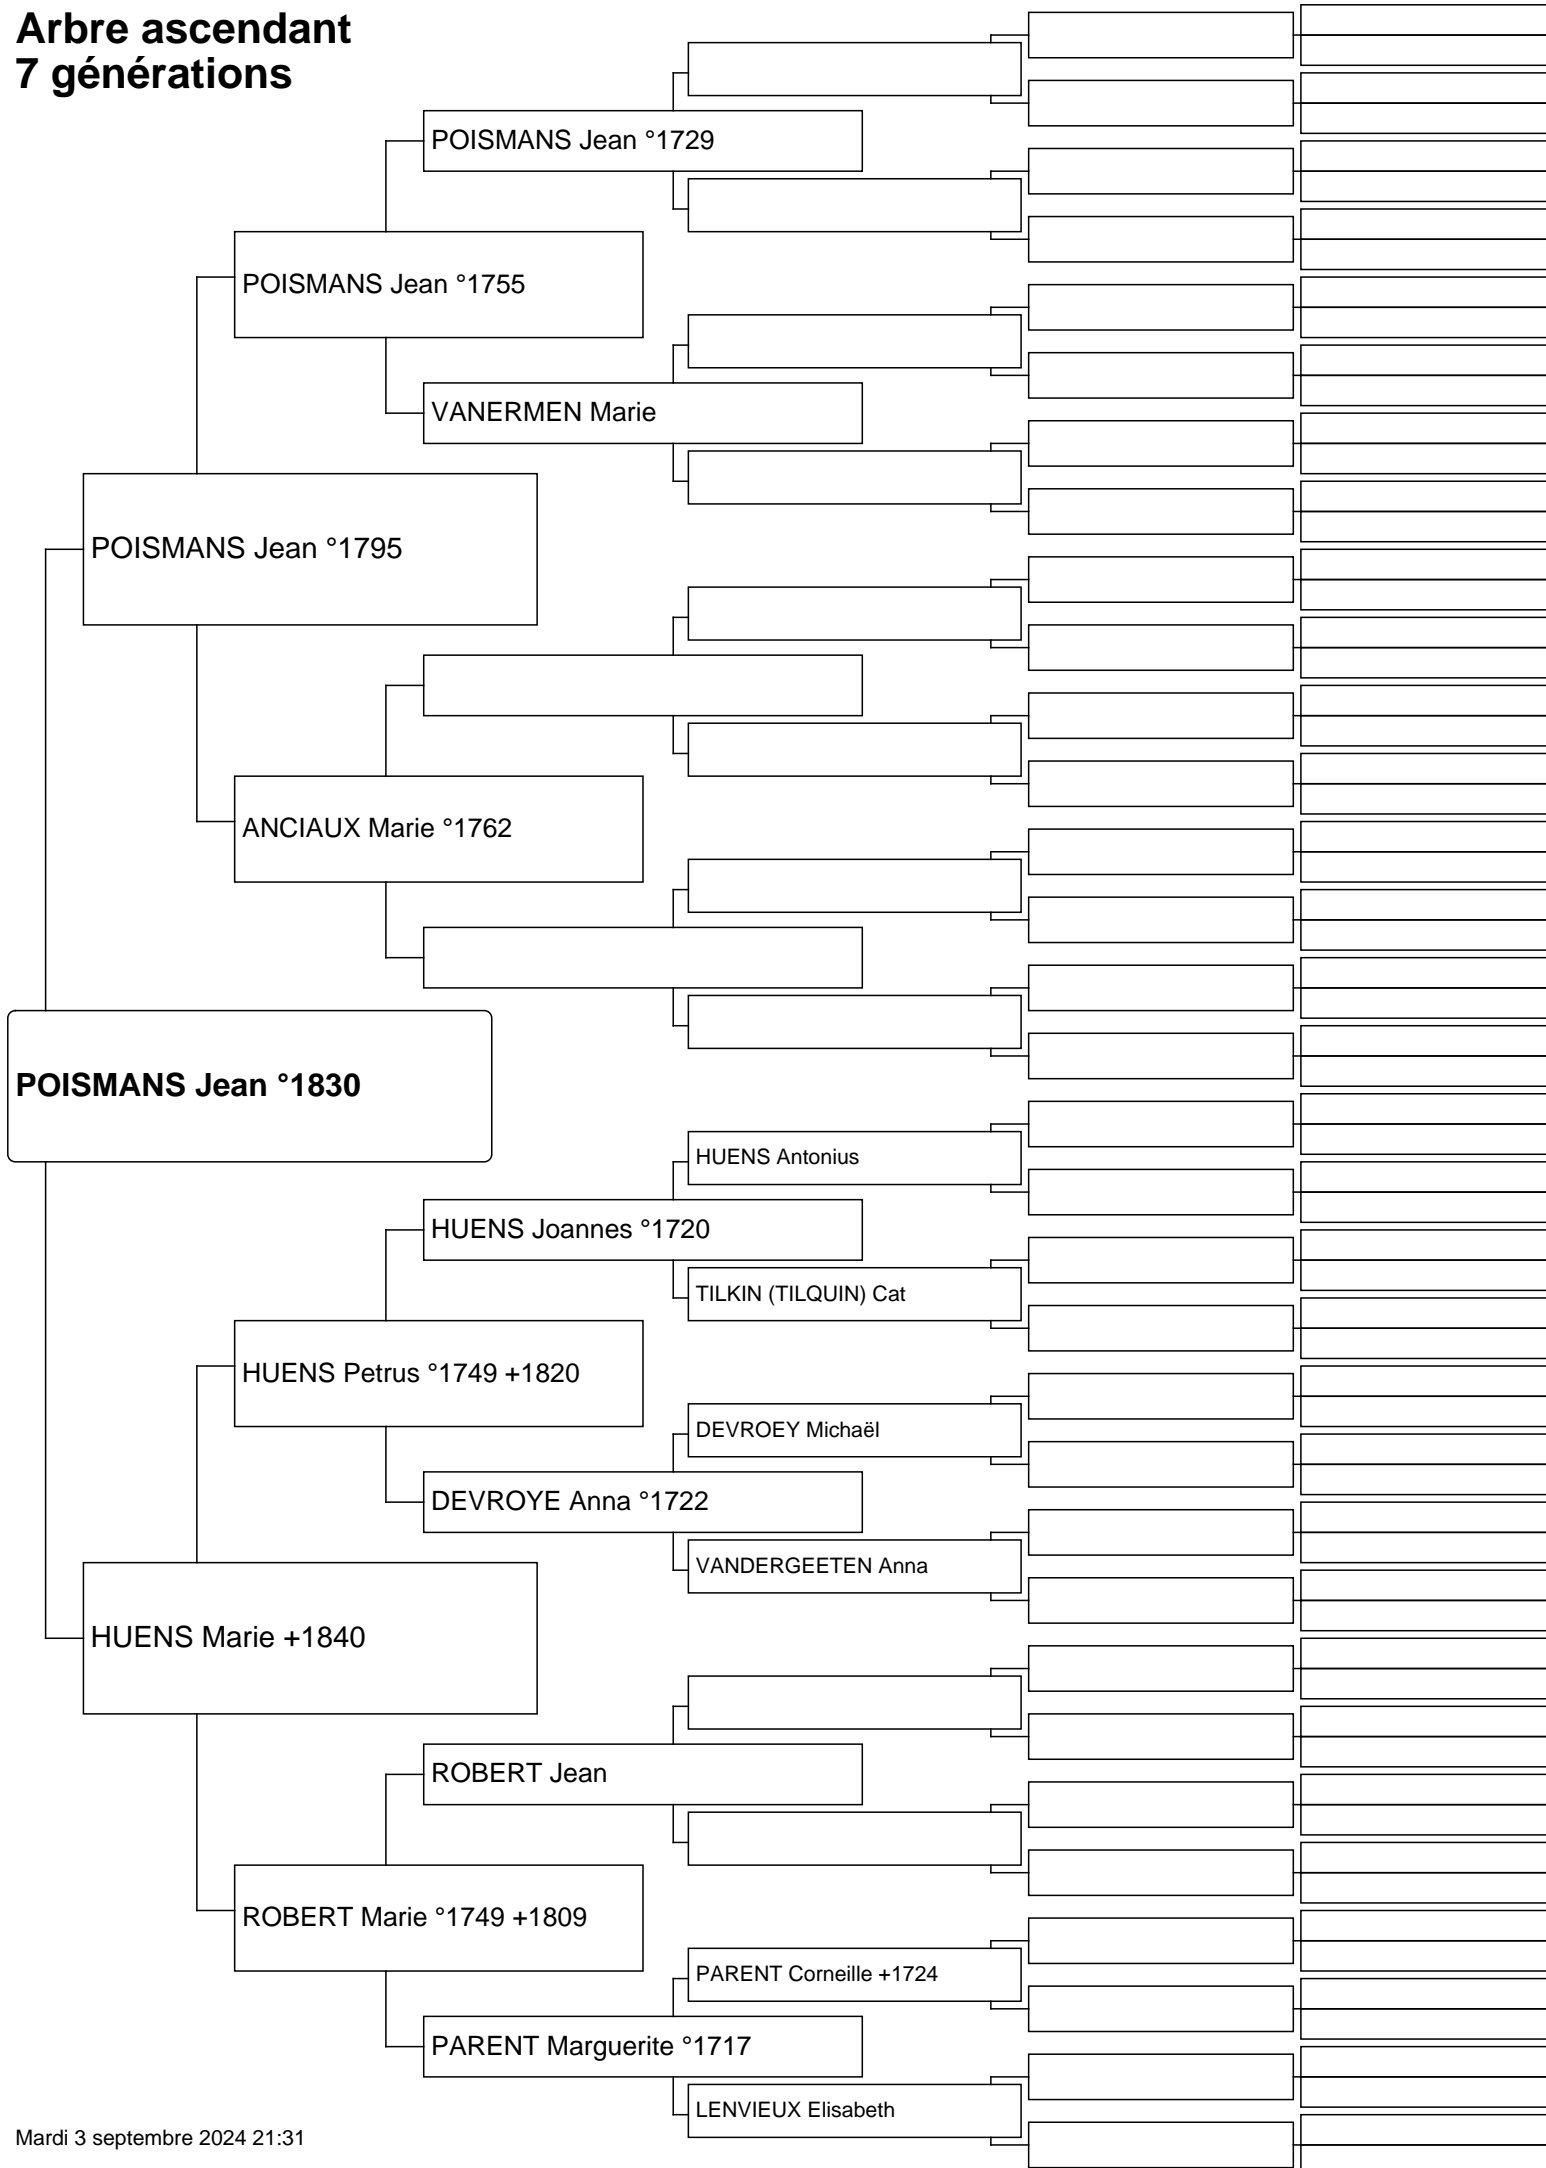 Arbre ascendant
7 générations
POISMANS Jean °1729
POISMANS Jean °1755
VANERMEN Marie
POISMANS Jean °1795
ANCIAUX Marie °1762
POISMANS Jean °1830
HUENS Antonius
HUENS Joannes °1720
TILKIN (TILQUIN) Cat
HUENS Petrus °1749 +1820
DEVROEY Michaël
DEVROYE Anna °1722
VANDERGEETEN Anna
HUENS Marie +1840
ROBERT Jean
ROBERT Marie °1749 +1809
PARENT Corneille +1724
PARENT Marguerite °1717
LENVIEUX Elisabeth
Mardi 3 septembre 2024 21:31